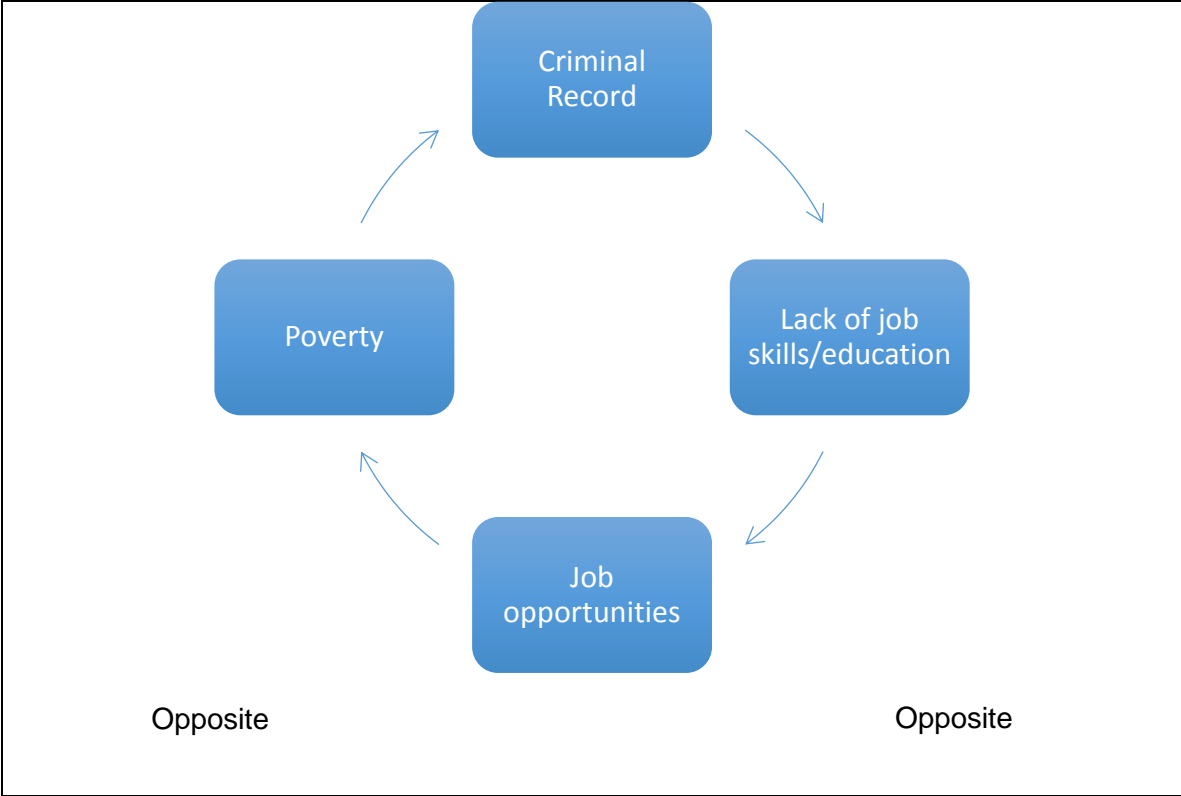 Criminal
Record
Poverty
Lack of job
skills/education
Job
opportunities
Opposite
Opposite